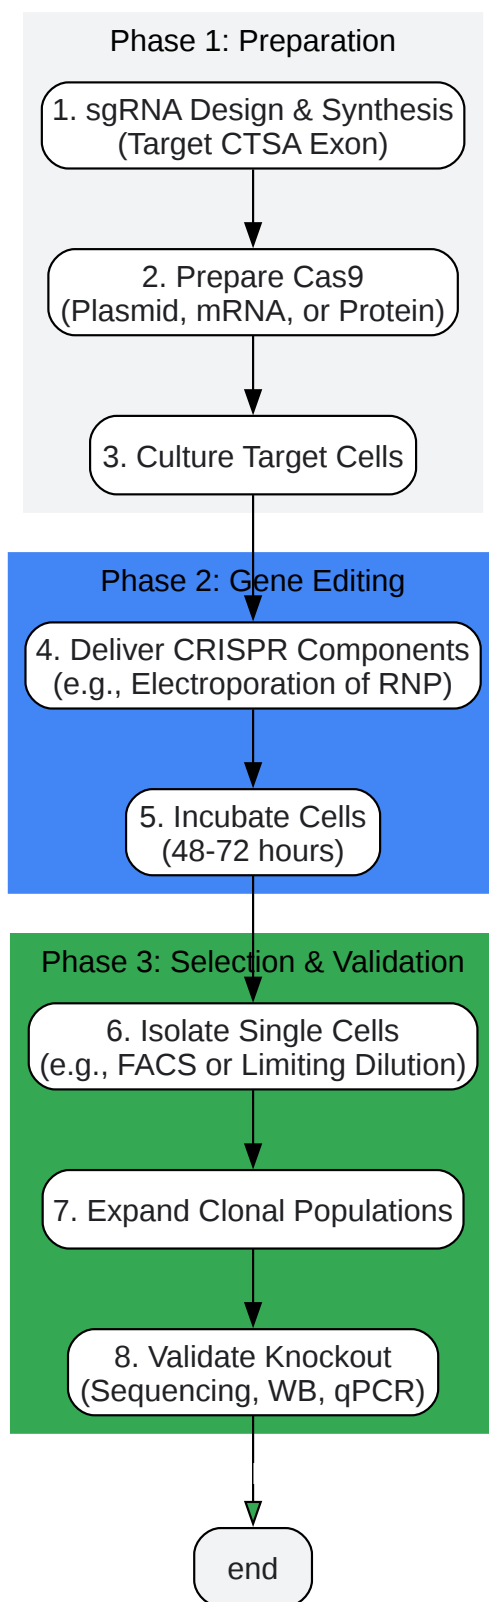 Phase 1: Preparation
1. sgRNA Design & Synthesis
(Target CTSA Exon)
2. Prepare Cas9
(Plasmid, mRNA, or Protein)
3. Culture Target Cells
Phase 2: Gene Editing
4. Deliver CRISPR Components
(e.g., Electroporation of RNP)
5. Incubate Cells
(48-72 hours)
Phase 3: Selection & Validation
6. Isolate Single Cells
(e.g., FACS or Limiting Dilution)
7. Expand Clonal Populations
8. Validate Knockout
(Sequencing, WB, qPCR)
end